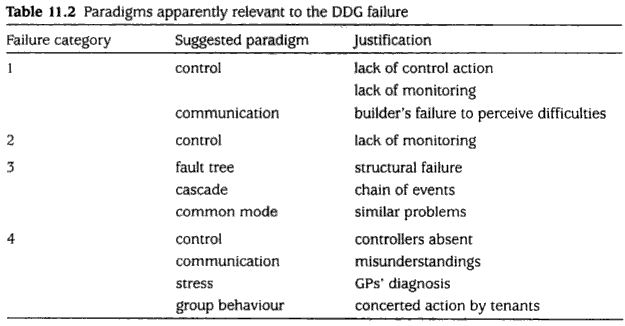 Table 11.2 Paradigms apparently relevant to the DDG failure
Failure category Suggested paradigm Justification
1 control lack of control action
lack of monitoring
communication builder's failure to perceive difficulties
2 control lack of monitoring
3 fault tree structural failure
cascade chain of events
common mode similar problems
4 control controllers absent
communication misunderstandings
stress GPs' diagnosis
group behaviour concerted action by tenants